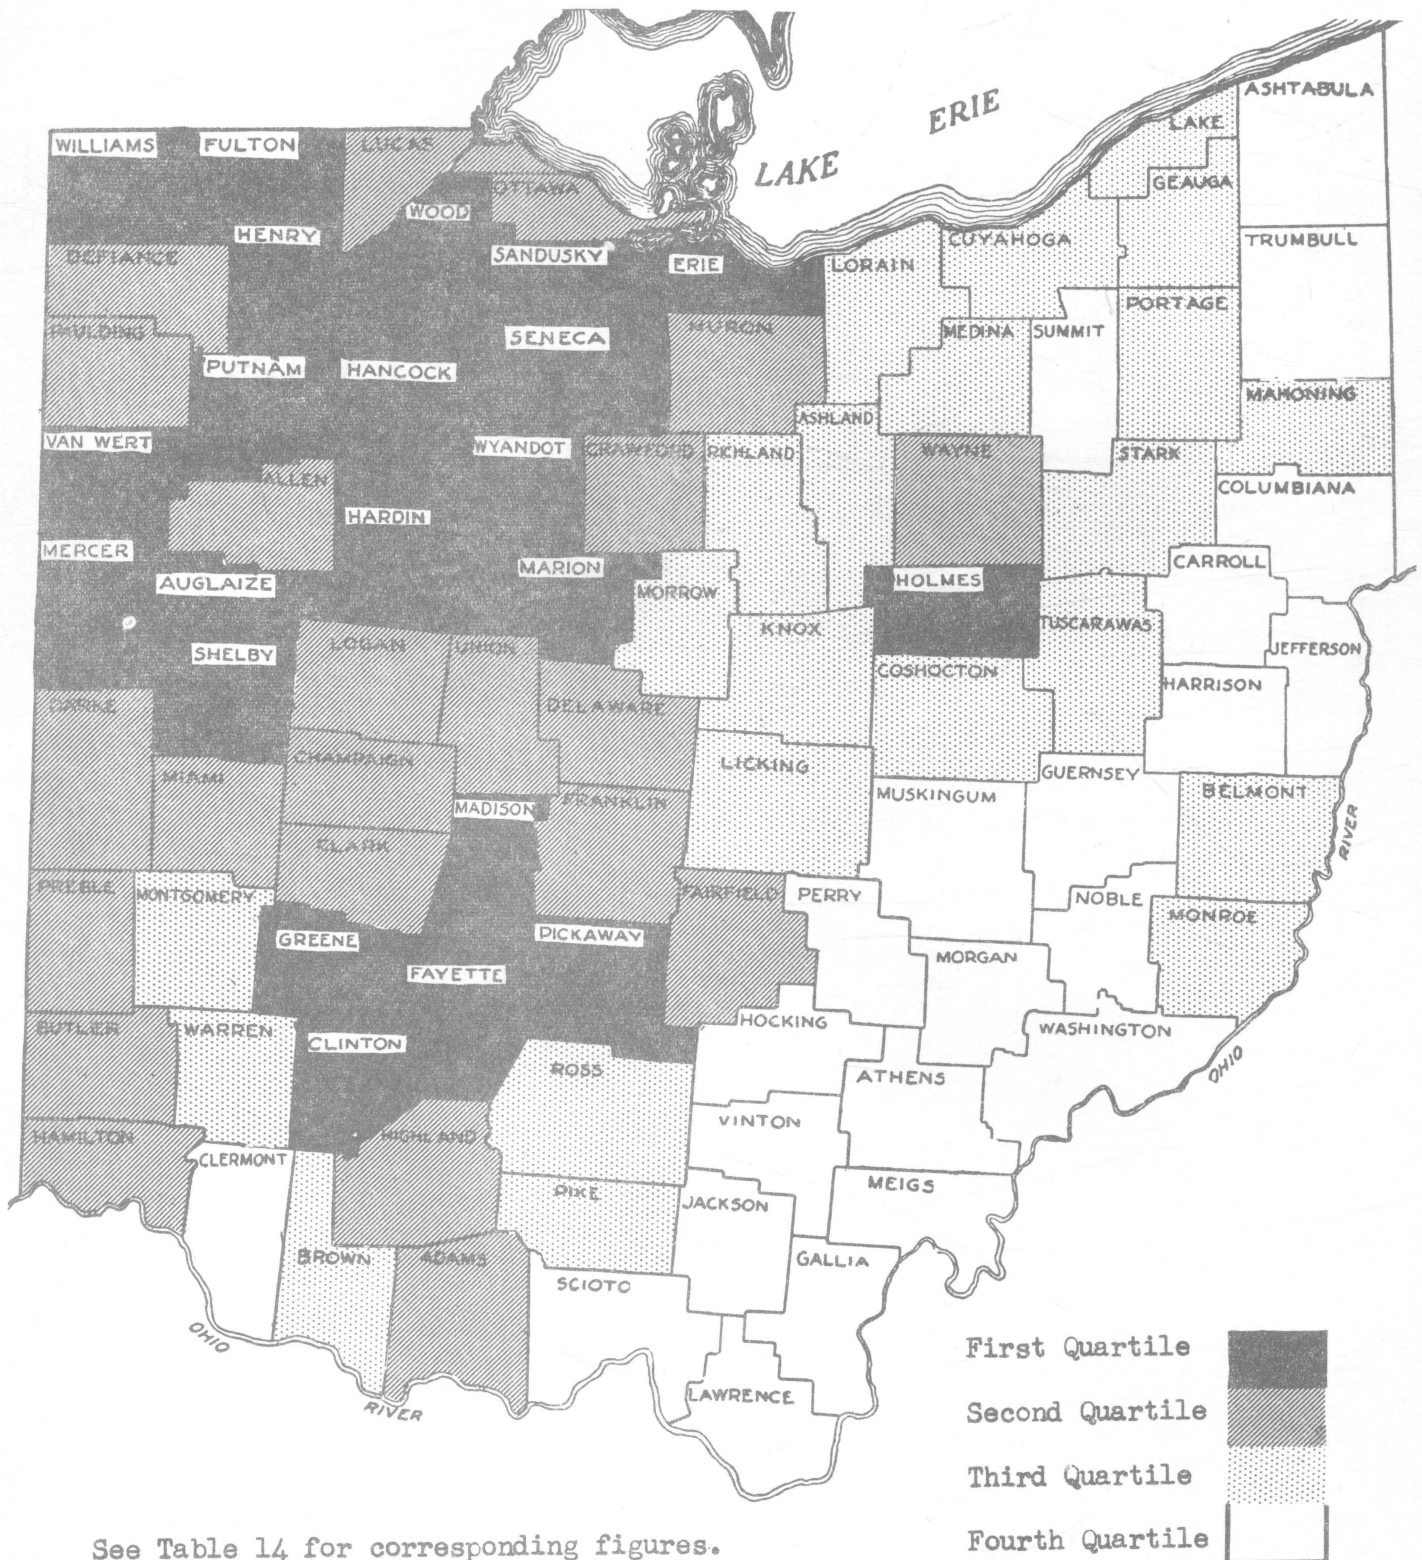 ERIE
LAKE
ASHTABULA
LAKE
WILLIAMS
FULTON
LUCAS
GEAUGA
OTTAWA
WOOD
HENRY
CUYAHOGA
TRUMBULL
DEFIANCE
SANDUSKY
ERIE
LORAIN
PORTAGE
PAULDING
HURON
MEDINA
SUMMIT
SENECA
PUTNAM
HANCOCK
MAHONING
ASHLAND
VAN WERT
WYANDOT
CRAWFORD
RICHLAND
WAYNE
STARK
ALLEN
COLUMBIANA
HARDIN
MERCER
CARROLL
MARION
HOLMES
AUGLAIZE
MORROW
KNOX
TUSCARAWAS
LOGAN
UNION
JEFFERSON
SHELBY
COSHOCTON
HARRISON
DARKE
DELAWARE
CHAMPAIGN
LICKING
GUERNSEY
MIAMI
BELMONT
MUSKINGUM
FRANKLIN
MADISON
RIVER
CLARK
PREBLE
MONTGOMERY
FAIRFIELD
PERRY
NOBLE
MONROE
PICKAWAY
GREENE
MORGAN
FAYETTE
HOCKING
BUTLER
WARREN
WASHINGTON
CLINTON
OHIO
ROSS
ATHENS
VINTON
HAMILTON
HIGHLAND
CLERMONT
MEIGS
PIKE
JACKSON
BROWN
ADAMS
GALLIA
SCIOTO
OHIO
First Quartile
LAWRENCE
RIVER
Second Quartile
Third Quartile
Fourth Quartile
See Table 14 for corresponding figures.